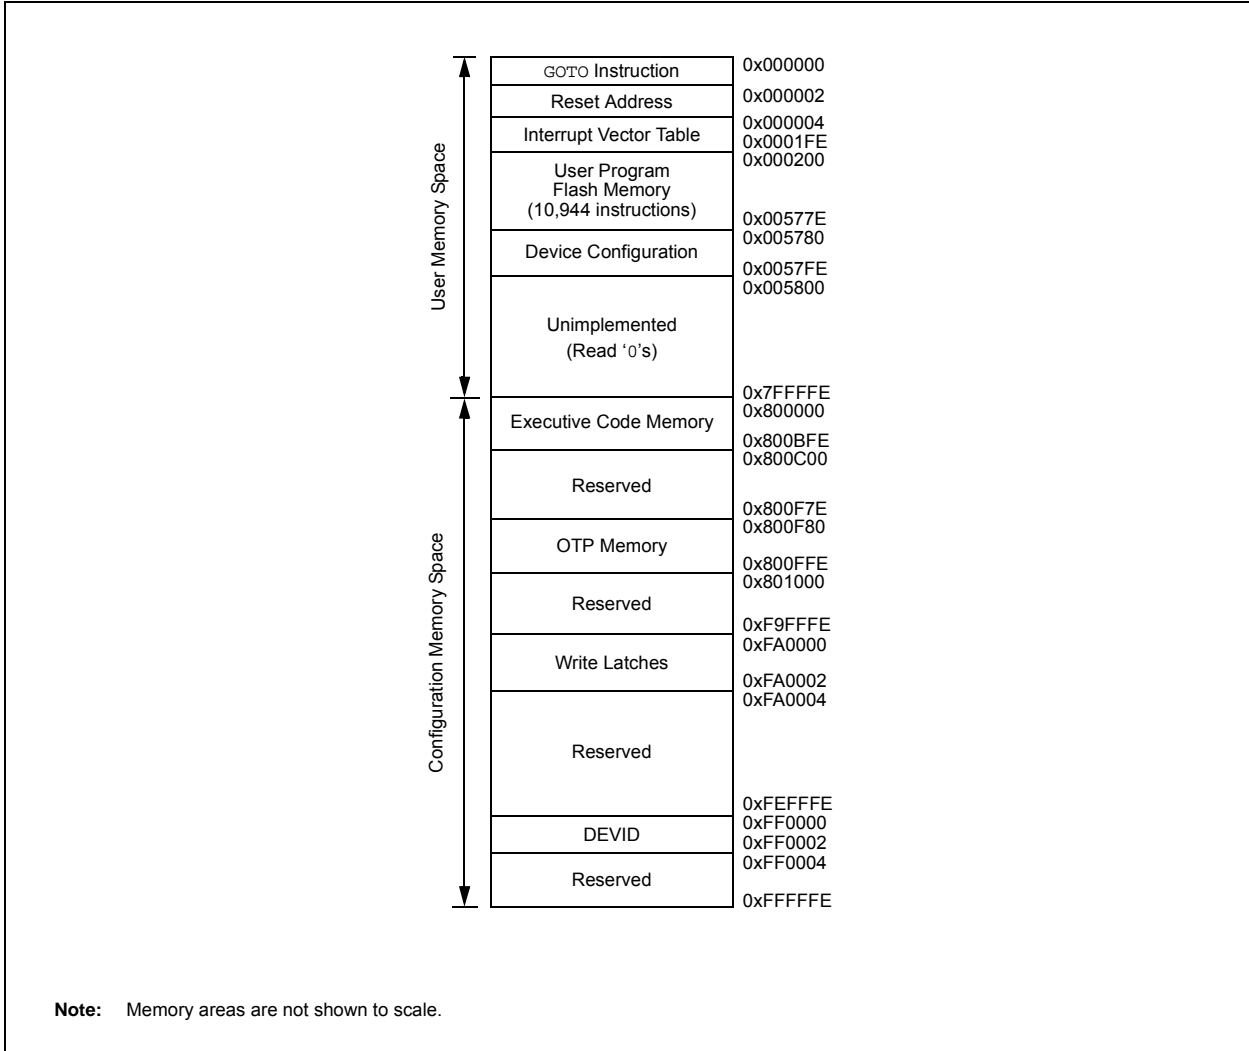 GOTO Instruction
0x000000
Reset Address
0x000002
Interrupt Vector Table
0x000004
0x0001FE
0x000200
User Program
Flash Memory
(10,944 instructions)
0x00577E
0x005780
Device Configuration
0x0057FE
0x005800
Unimplemented
(Read ‘0’s)
0x7FFFFE
User Memory Space
0x800000
Executive Code Memory
0x800BFE
0x800C00
Reserved
0x800F7E
0x800F80
OTP Memory
0x800FFE
0x801000
Reserved
0xF9FFFE
0xFA0000
Write Latches
0xFA0002
0xFA0004
Reserved
0xFEFFFE
0xFF0000
DEVID
0xFF0002
0xFF0004
Reserved
0xFFFFFE
Configuration Memory Space
Note: Memory areas are not shown to scale.